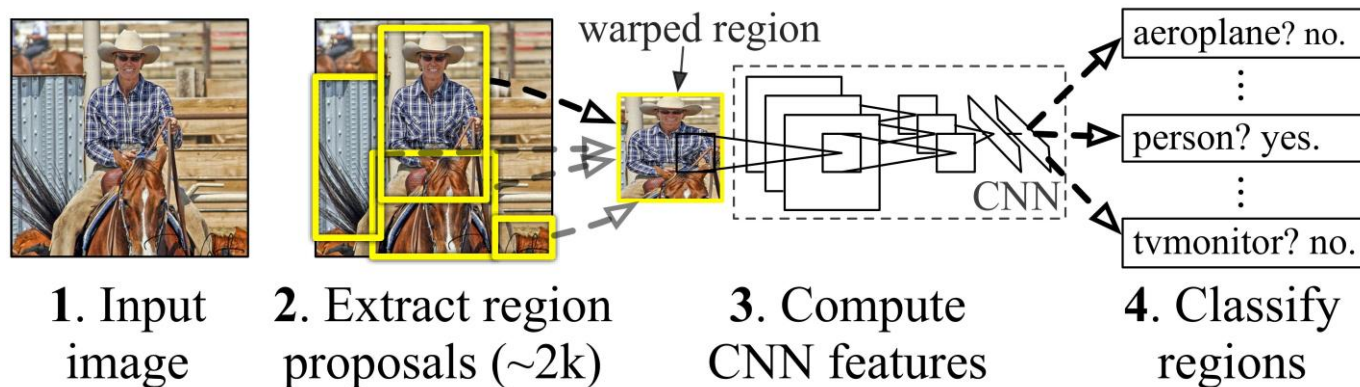 warped region
aeroplane? no.
person? yes.
CNN
tvmonitor? no.
1. Input
image
2. Extract region
proposals (~2k)
3. Compute
CNN features
4. Classify
regions